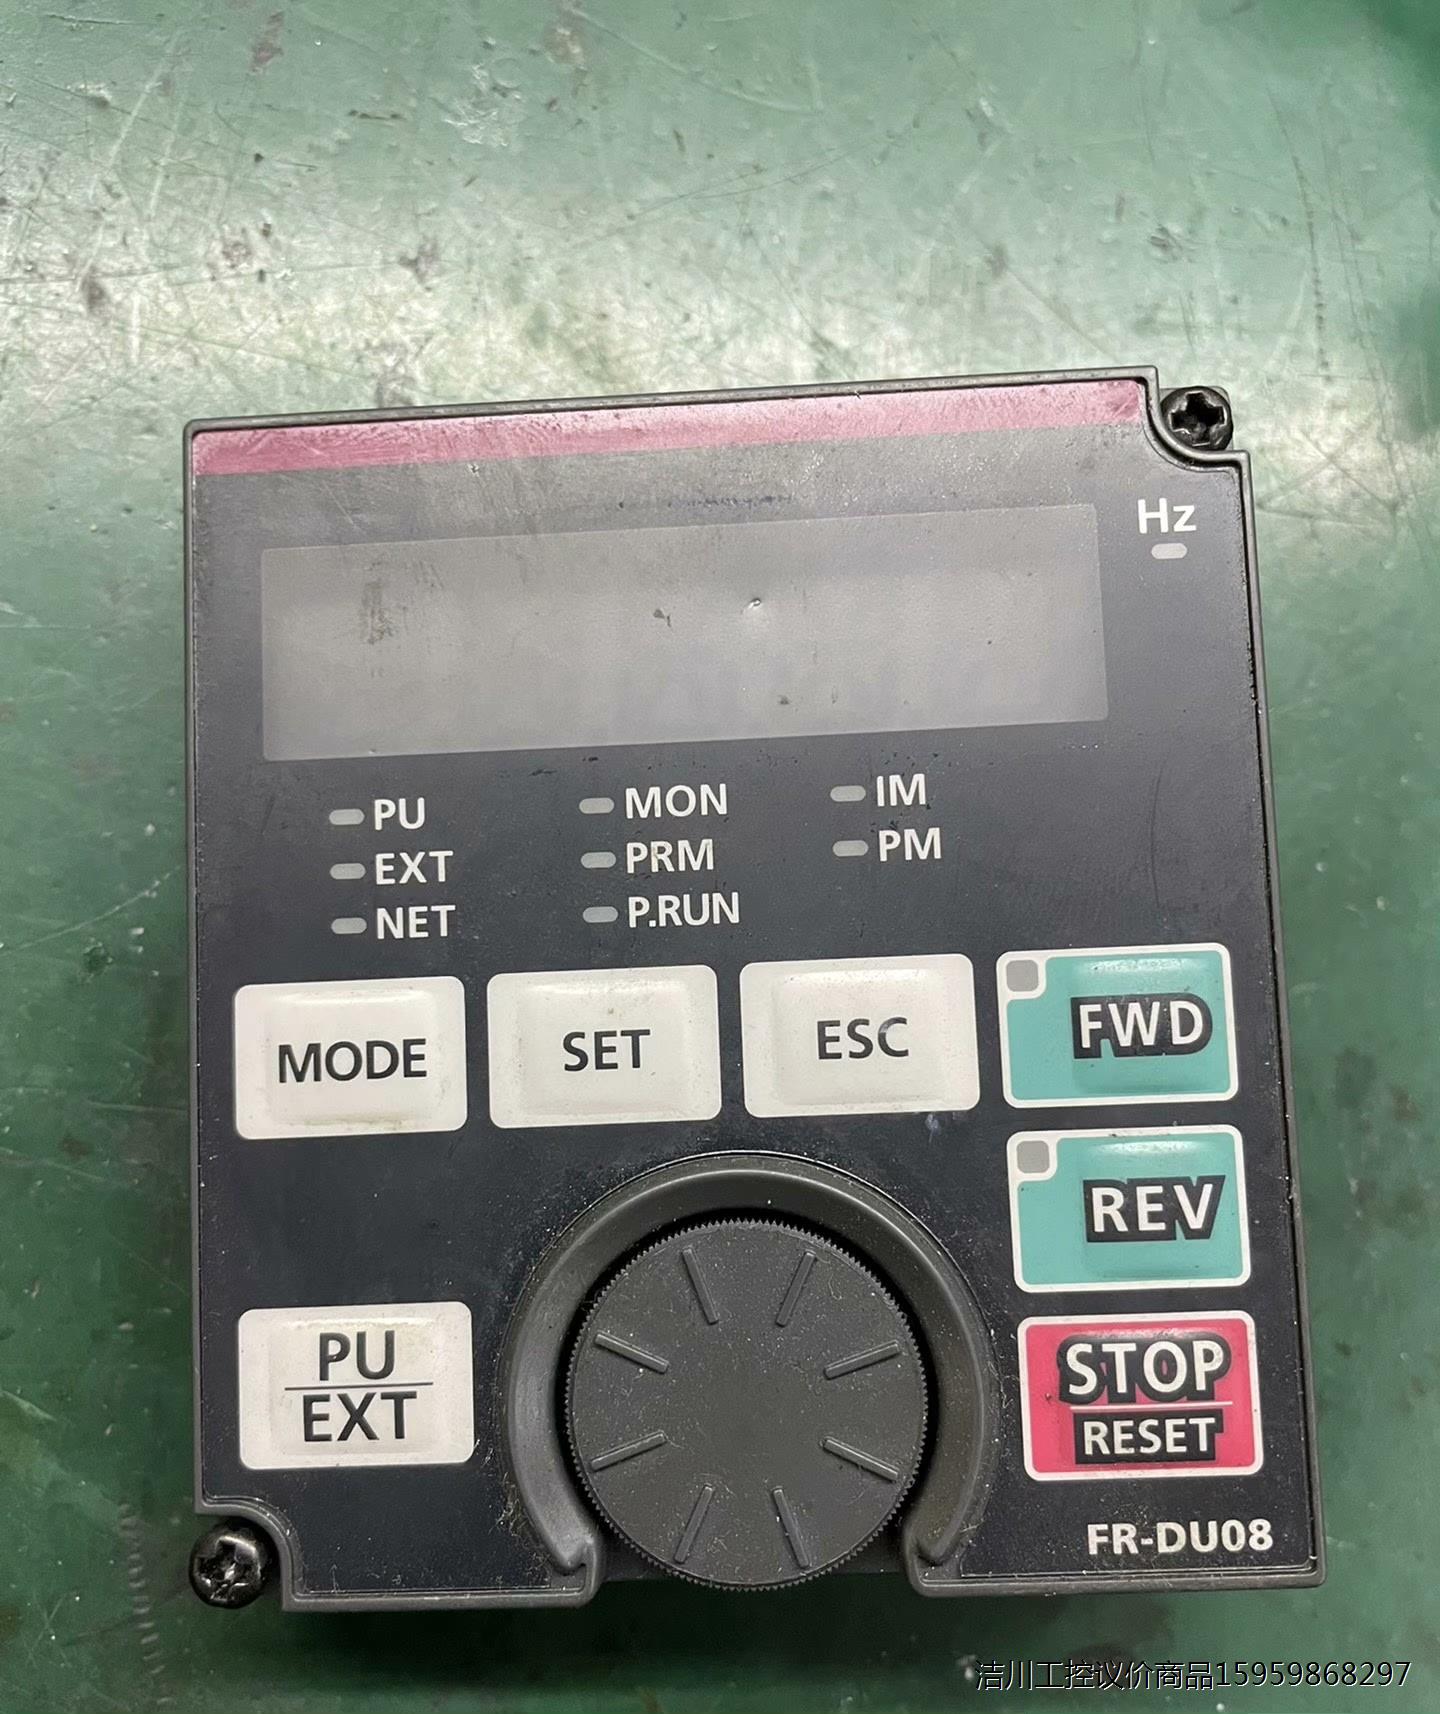 Hz
PU
MON
IM
EXT
PRM
PM
NET
P.RUN
MODE
SET
ESC
FWD
REV
PU
EXT
STOP
RESET
FR-DU08
洁川工控议价商品15959868297